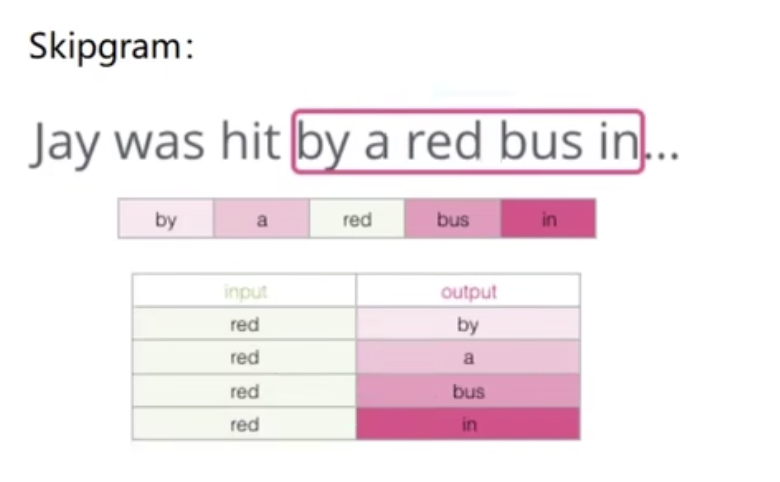 Skipgram:
Jay was hit by a red bus in...
by a red bus in
input output
red by
red a
red bus
red in